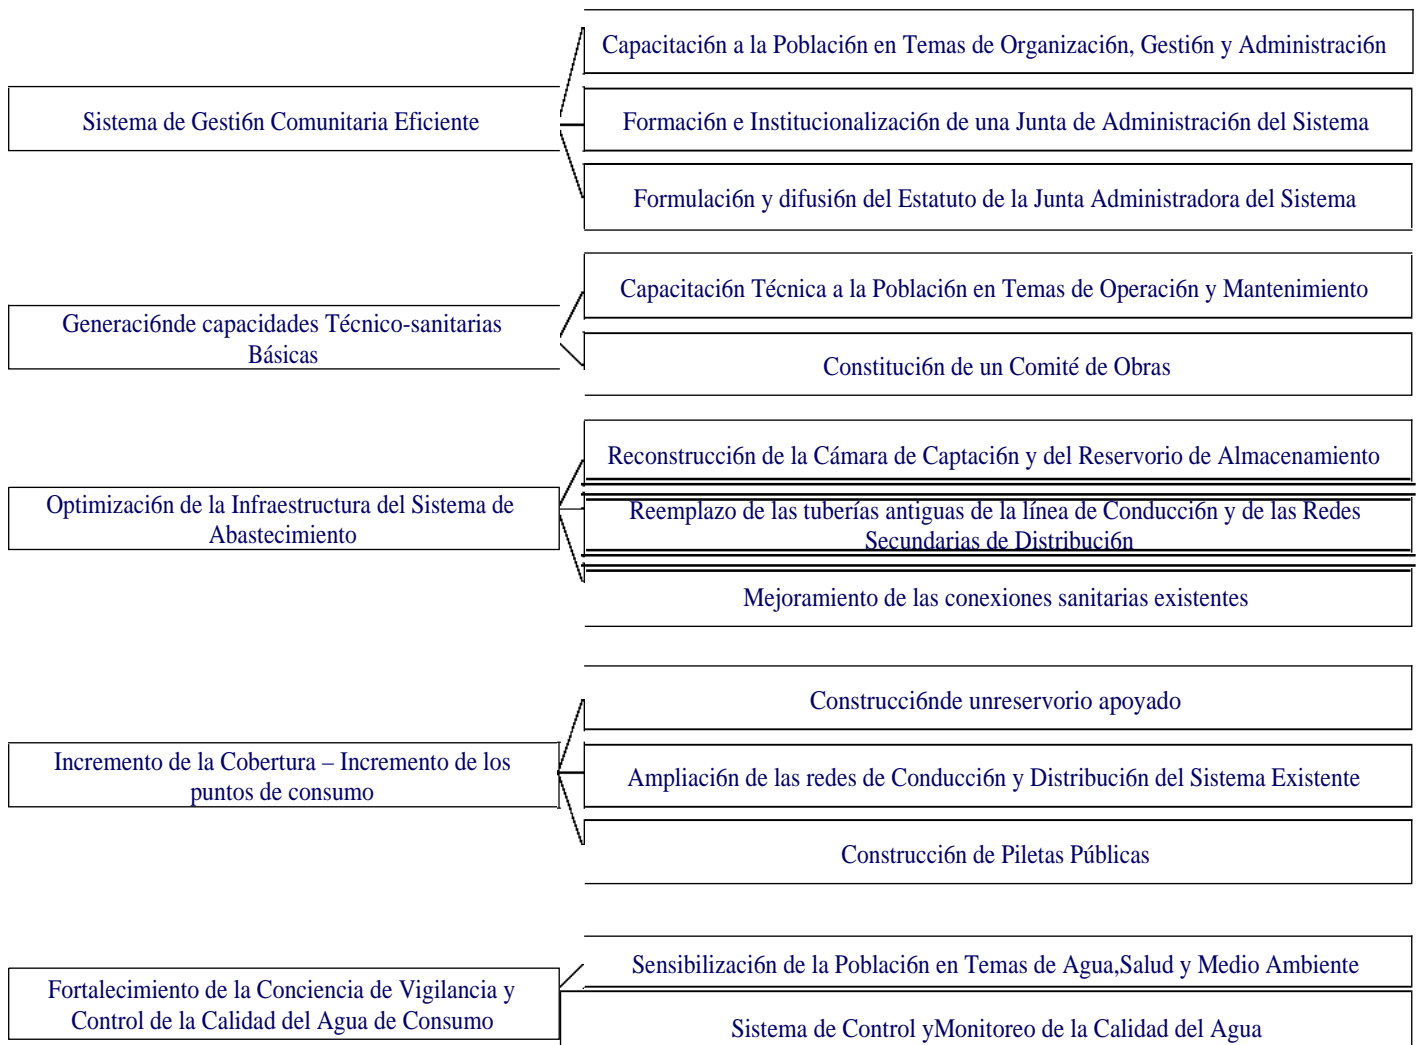 Capacitaci6n a la Poblaci6n en Temas de Organizaci6n, Gesti6n y Administraci6n
Sistema de Gesti6n Comunitaria Eficiente
Formaci6n e Institucionalizaci6n de una Junta de Administraci6n del Sistema
Formulaci6n y difusi6n del Estatuto de la Junta Administradora del Sistema
Capacitaci6n Técnica a la Poblaci6n en Temas de Operaci6n y Mantenimiento
Generaci6nde capacidades Técnico-sanitarias
Básicas
Constituci6n de un Comité de Obras
Reconstrucci6n de la Cámara de Captaci6n y del Reservorio de Almacenamiento
Optimizaci6n de la Infraestructura del Sistema de
Abastecimiento
Reemplazo de las tuberías antiguas de la línea de Conducci6n y de las Redes
Secundarias de Distribuci6n
Mejoramiento de las conexiones sanitarias existentes
Construcci6nde unreservorio apoyado
Incremento de la Cobertura – Incremento de los
puntos de consumo
Ampliaci6n de las redes de Conducci6n y Distribuci6n del Sistema Existente
Construcci6n de Piletas Públicas
Sensibilizaci6n de la Poblaci6n en Temas de Agua,Salud y Medio Ambiente
Fortalecimiento de la Conciencia de Vigilancia y
Control de la Calidad del Agua de Consumo
Sistema de Control yMonitoreo de la Calidad del Agua